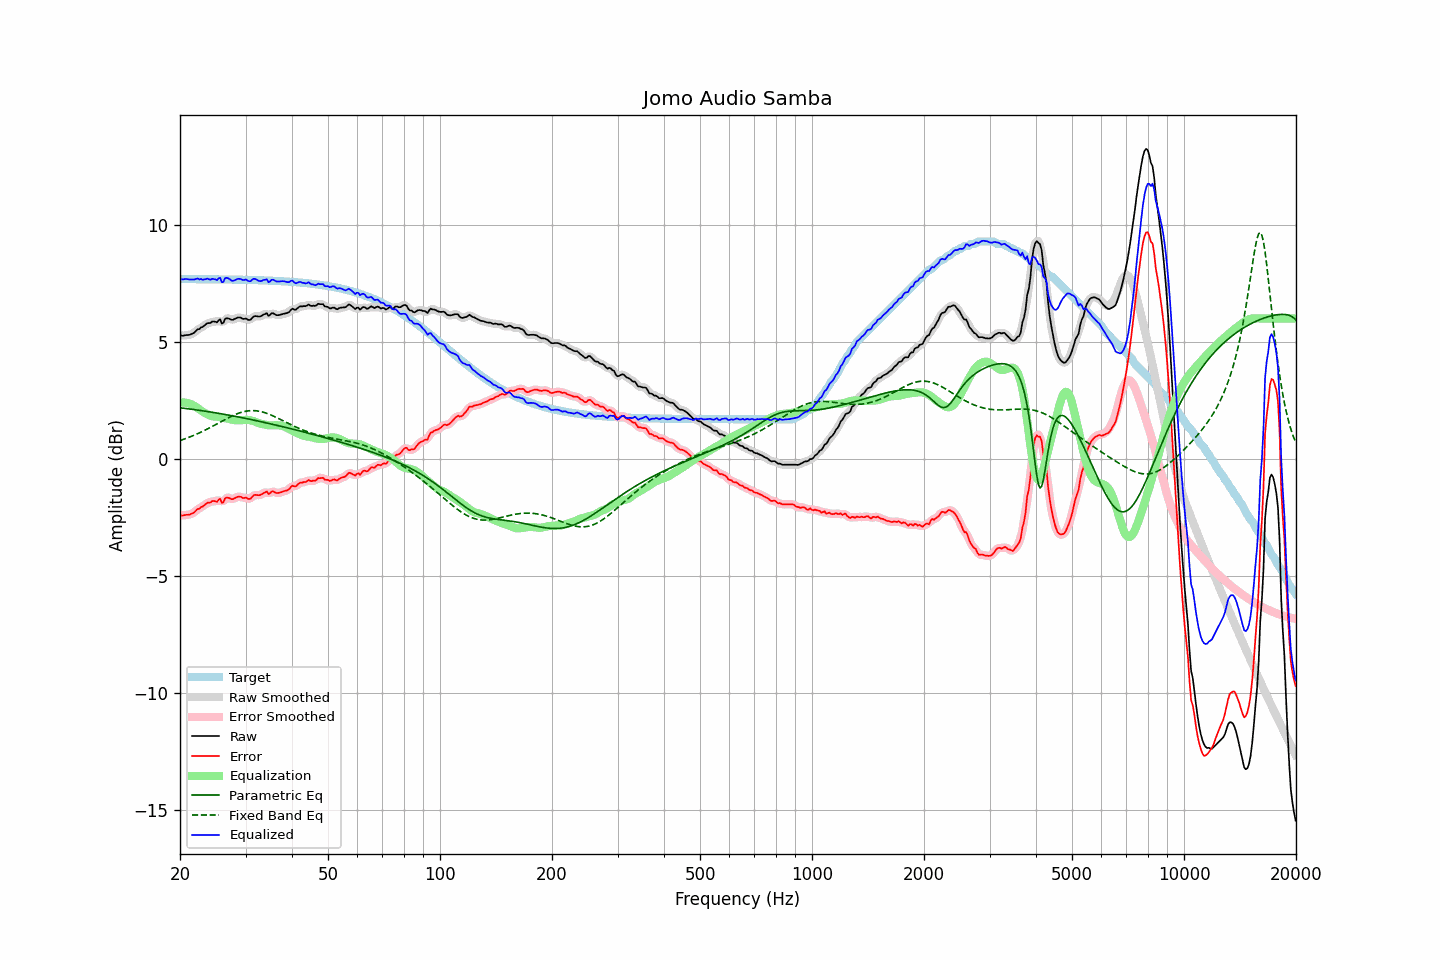 Jomo Audio Samba
Amplitude (dBr)
10
5
0
−5
−10
−15
Target
Raw Smoothed
Error Smoothed
Raw
Error
Equalization
Parametric Eq
Fixed Band Eq
Equalized
20 50 100 200 500 1000 2000 5000 10000 20000
Frequency (Hz)